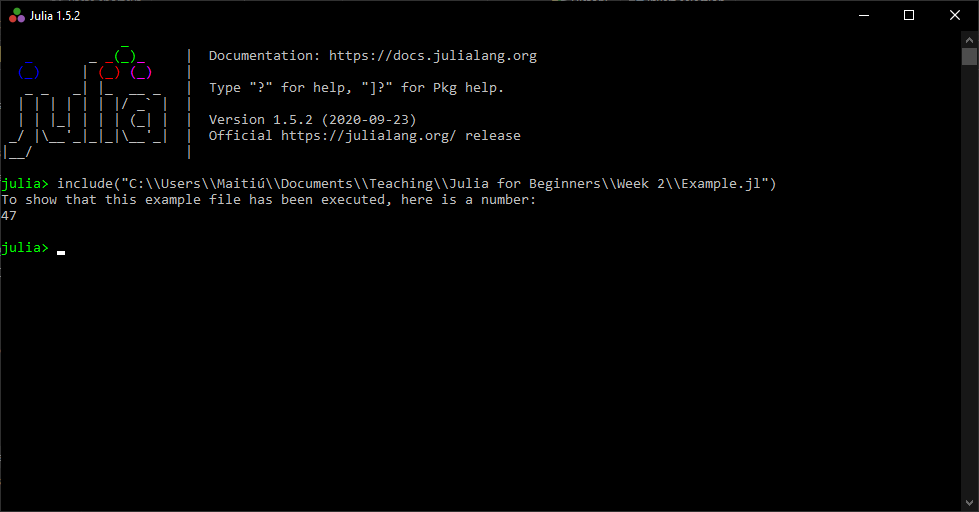 Julia 1.5.2
Documentation: https://docs.julialang.org
Type "?" for help, "]?" for Pkg help.
Version 1.5.2 (2020-09-23)
Official https://julialang.org/ release
julia> include("C:\\Users\\Maitiú\\Documents\\Teaching\\Julia for Beginners\\Week 2\\Example.jl")
To show that this example file has been executed, here is a number:
47
julia>